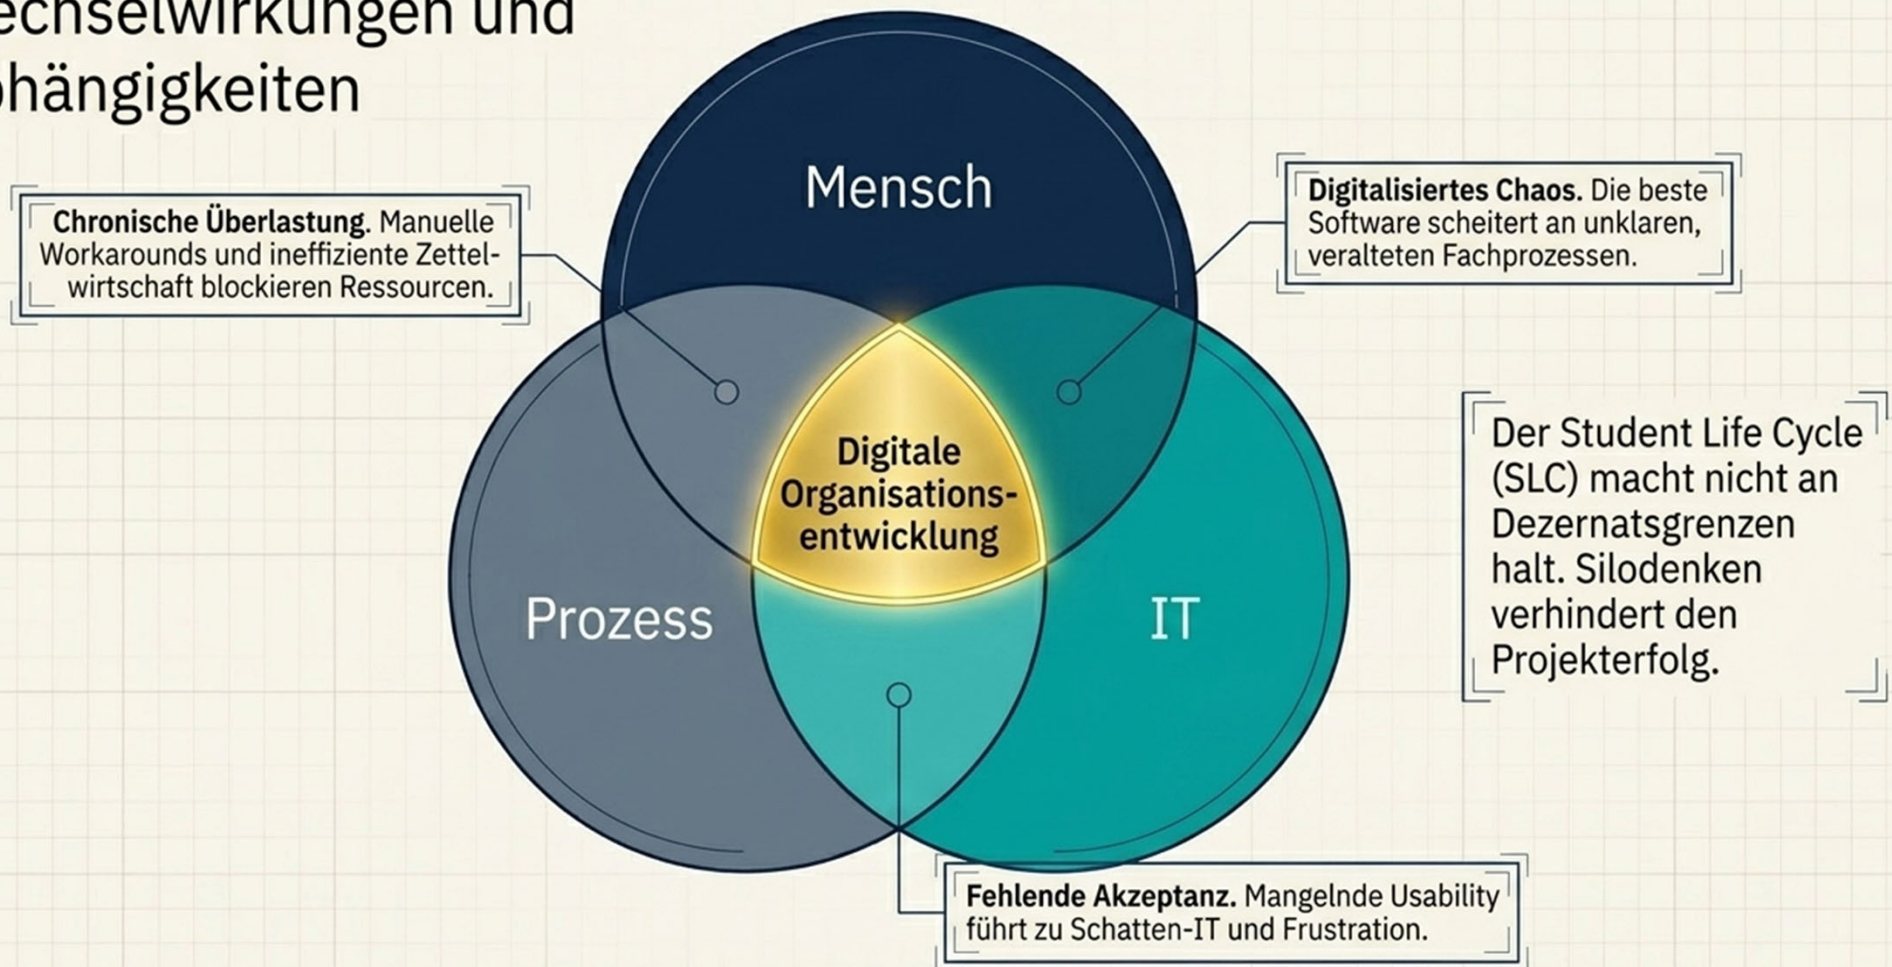 echselwirkungen und
hängigkeiten
Mensch
Chronische Überlastung. Manuelle
Workarounds und ineffiziente Zettel-
wirtschaft blockieren Ressourcen.
Digitalisiertes Chaos. Die beste
Software scheitert an unklaren,
veralteten Fachprozessen.
Digitale
Organisations-
entwicklung
Prozess
IT
Der Student Life Cycle
(SLC) macht nicht an
Dezernatsgrenzen
halt. Silodenken
verhindert den
Projekterfolg.
Fehlende Akzeptanz. Mangelnde Usability
führt zu Schatten-IT und Frustration.